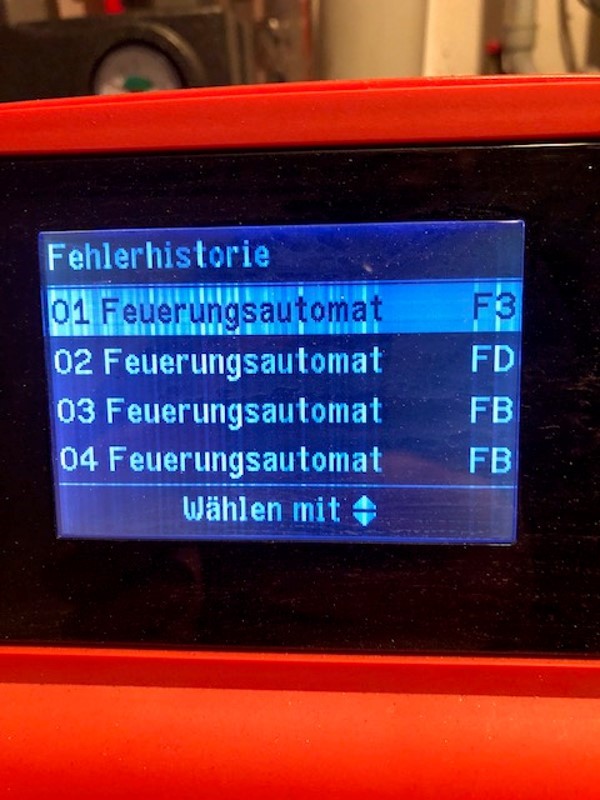 Fehlerhistorie
01 Feuerungsautomat F3
02 Feuerungsautomat FD
03 Feuerungsautomat FB
04 Feuerungsautomat FB
Wählen mit